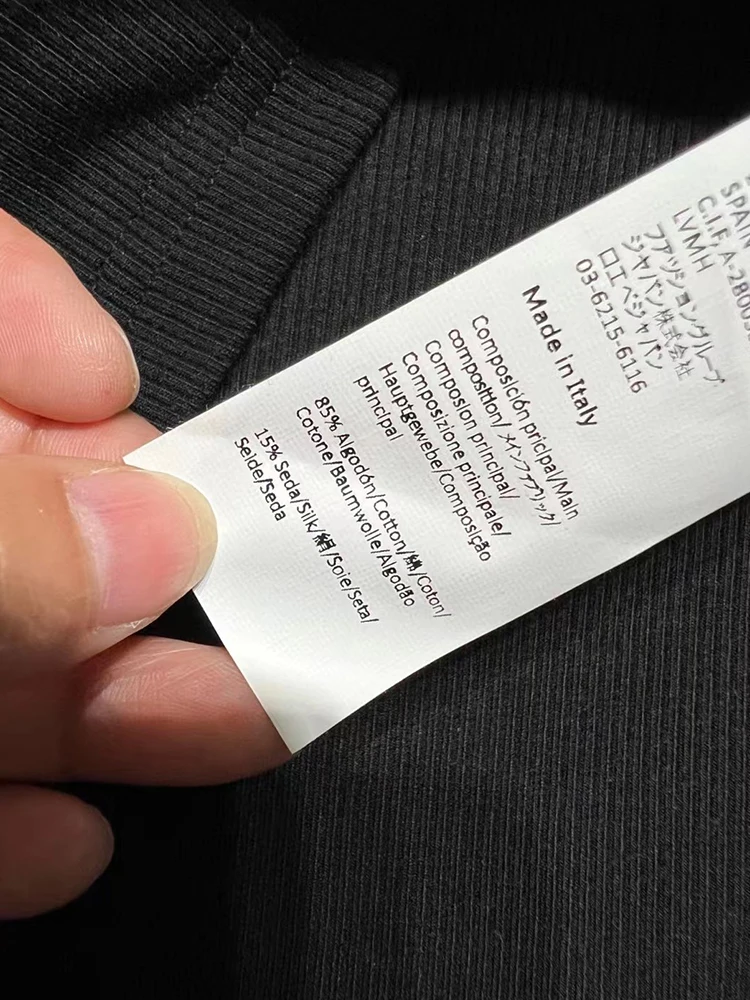 SPAIN
C.I.F. A-2800
LVMH
ファッショングループ
ジャパン株式会社
ロエベジャパン
03-6215-6116
Made in Italy
Composición pricipal/Main
composition/メインファブリック/
Composion principal/
Composizione principale/
Hauptgewebe/Composição
principal
85% Algodón/Cotton/綿/Coton/
Cotone/Baumwolle/Algodão
15% Seda/Silk/絹/Soie/Seta/
Seide/Seda